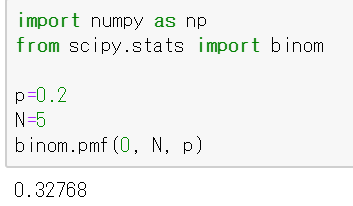 import numpy as np
from scipy.stats import binom
p=0.2
N=5
binom.pmf(0, N, p)
0.32768